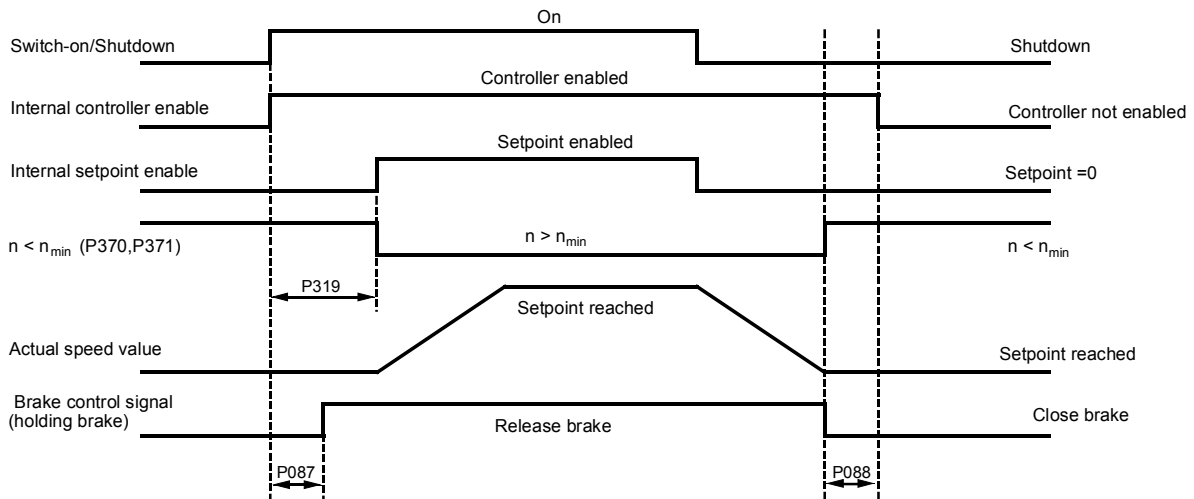 On
Switch-on/Shutdown
Shutdown
Controller enabled
Internal controller enable
Controller not enabled
Setpoint enabled
Internal setpoint enable
Setpoint =0
n < nmin (P370,P371)
n > nmin
n < nmin
P319
Setpoint reached
Actual speed value
Setpoint reached
Brake control signal
(holding brake)
Release brake
Close brake
P087
P088